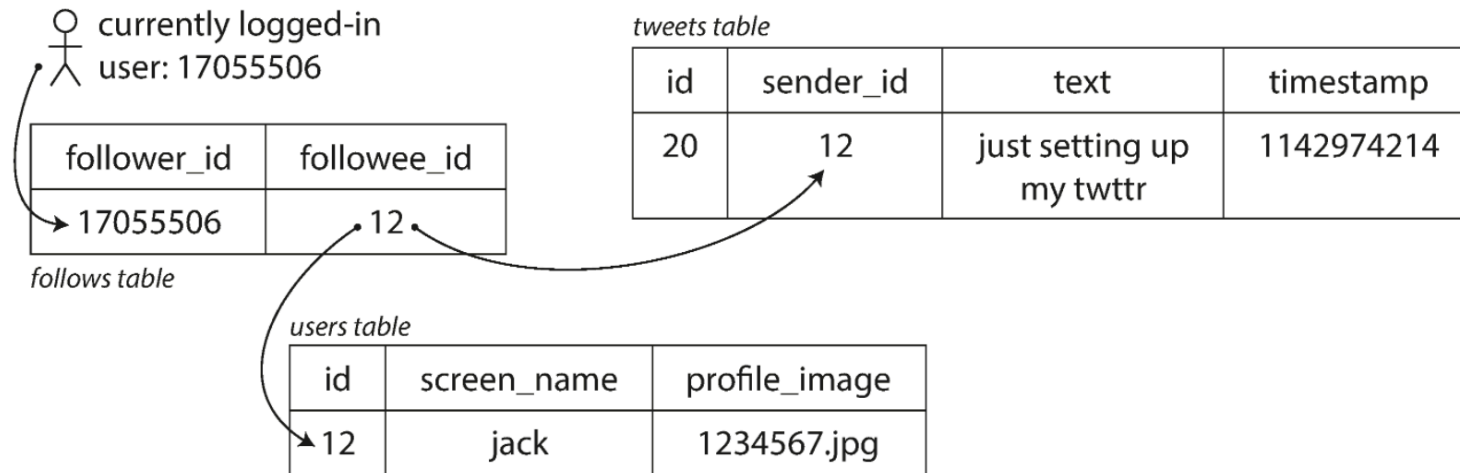 currently logged-in
user: 17055506
follower_id followee_id
17055506 12
follows table
tweets table
id sender_id text timestamp
20 12 just setting up 1142974214
my twttr
users table
id screen_name profile_image
12 jack 1234567.jpg